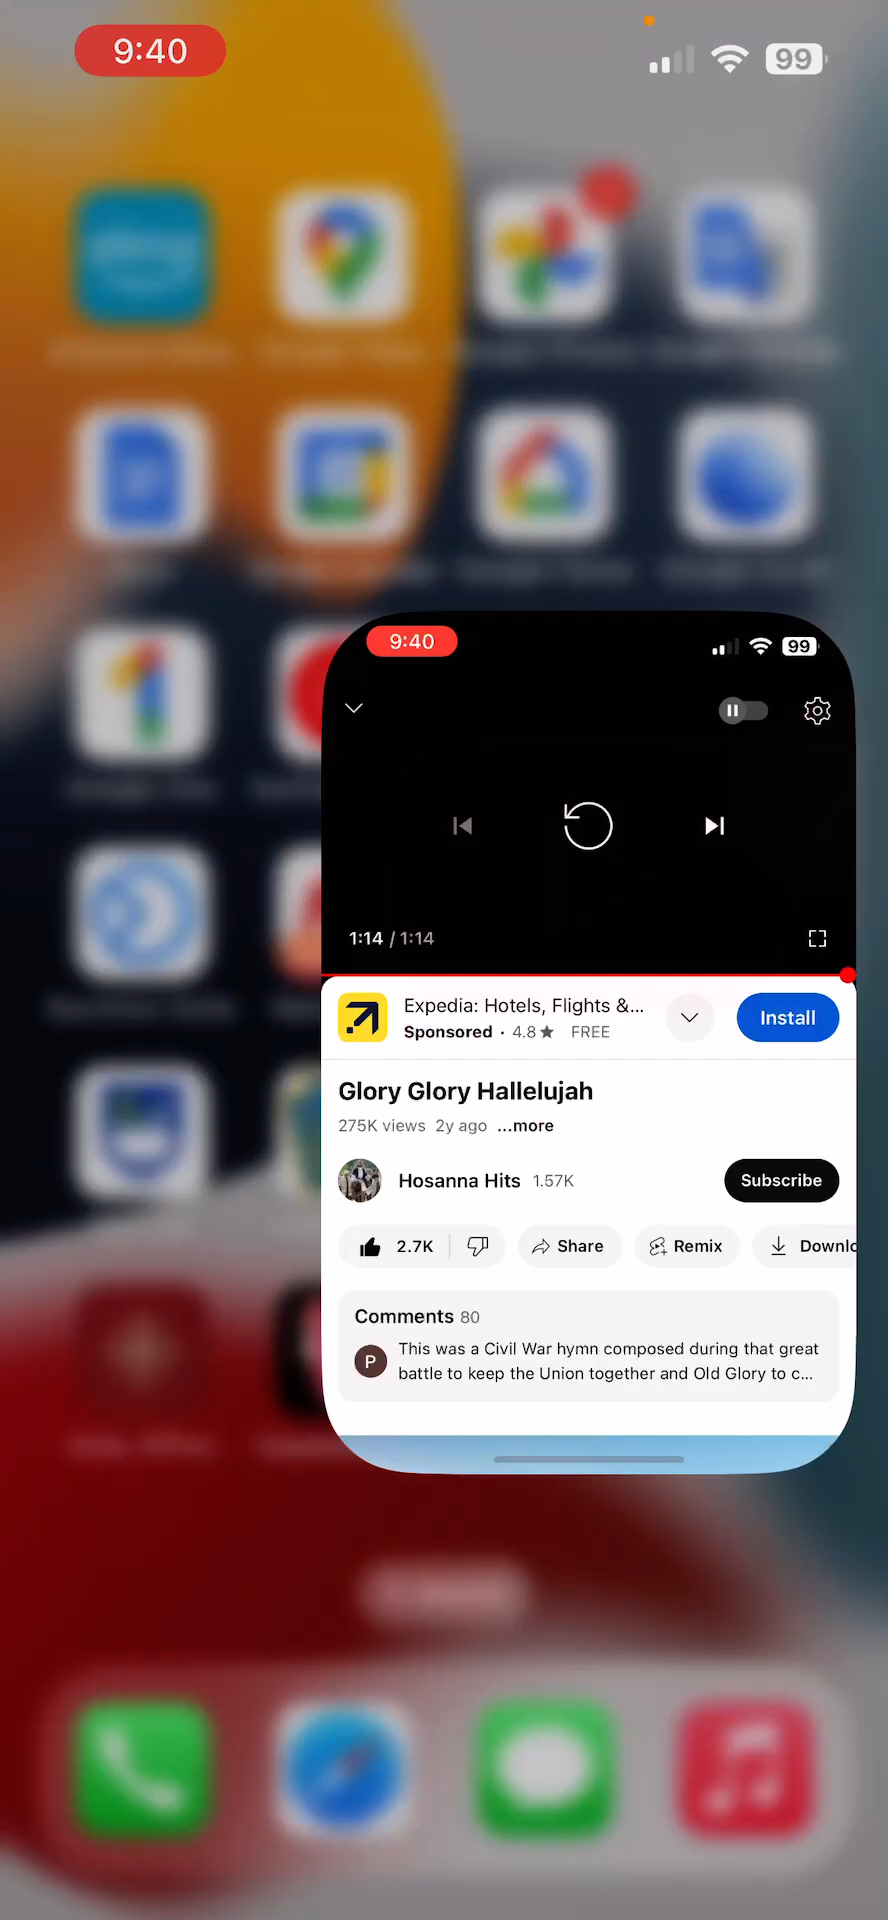 9:40
99
9:40
99
1:14 / 1:14
Expedia: Hotels, Flights &...
Sponsored · 4.8★ FREE
Install
Glory Glory Hallelujah
275K views 2y ago ...more
Hosanna Hits 1.57K
Subscribe
2.7K
Share
Remix
Downlo
Comments 80
P
This was a Civil War hymn composed during that great
battle to keep the Union together and Old Glory to c...